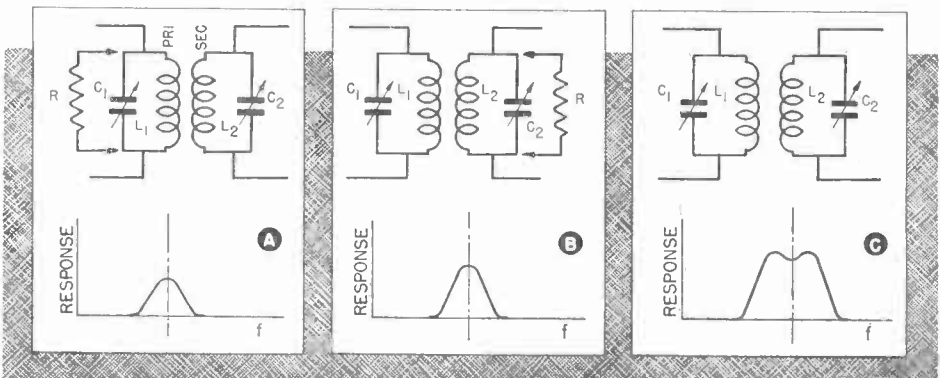 PRI
SEC
R
C1
L1
L2
C2
RESPONSE
f
A
C1
L1
L2
C2
R
RESPONSE
f
B
C1
L1
L2
C2
RESPONSE
f
C